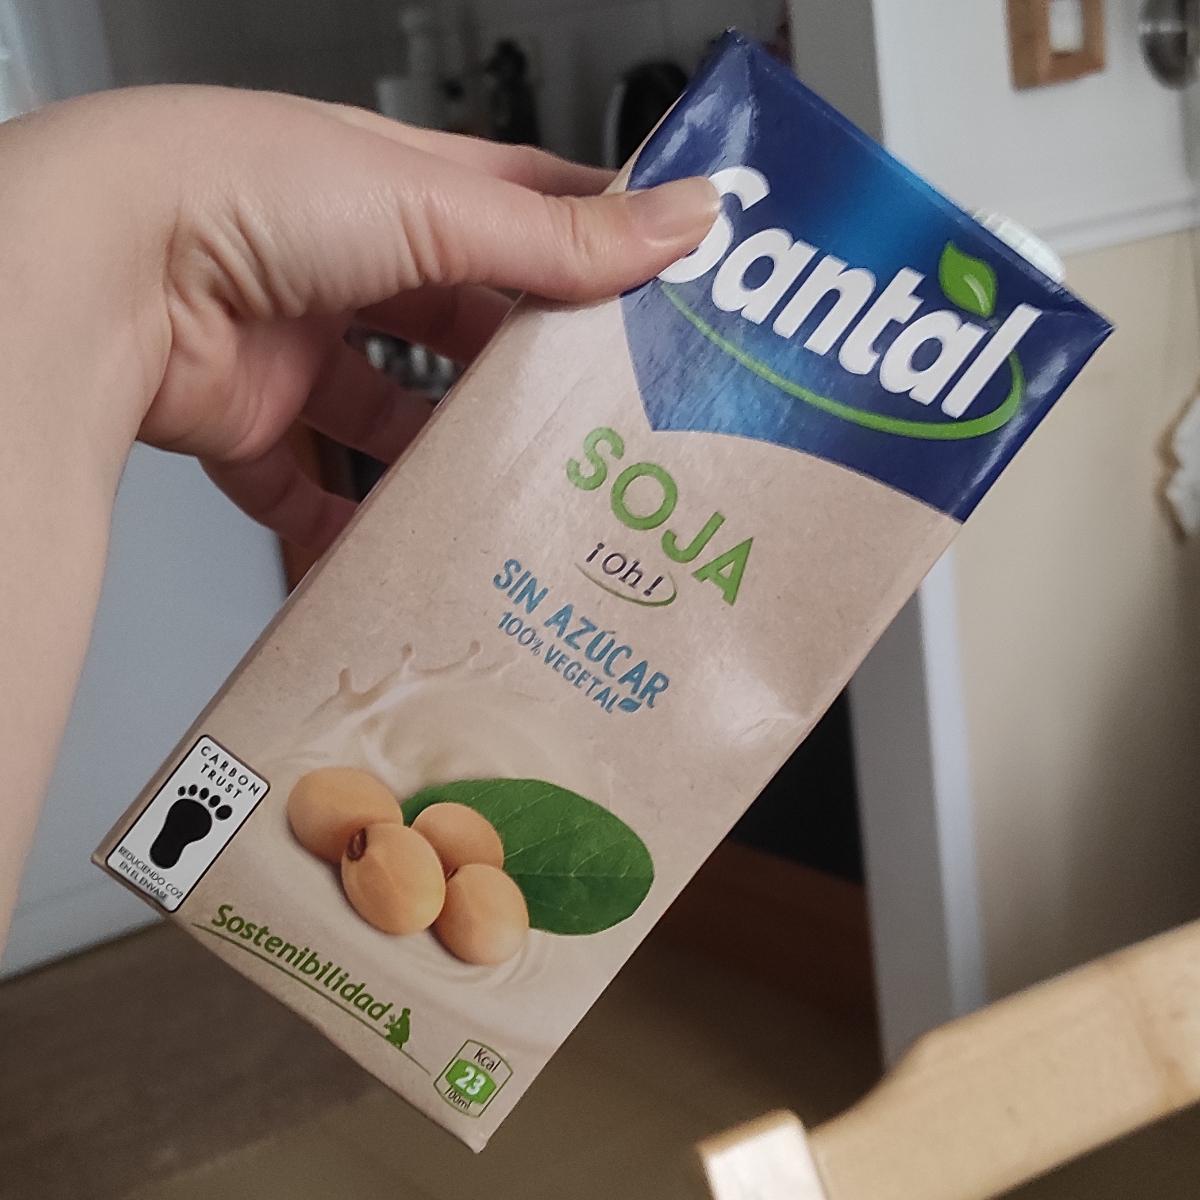 Santal
SOJA
¡Oh!
SIN AZÚCAR
100% VEGETAL
CARBON
TRUST
REDUCIENDO CO2
EN EL ENVASE
Sostenibilidad
Kcal
23
100ml